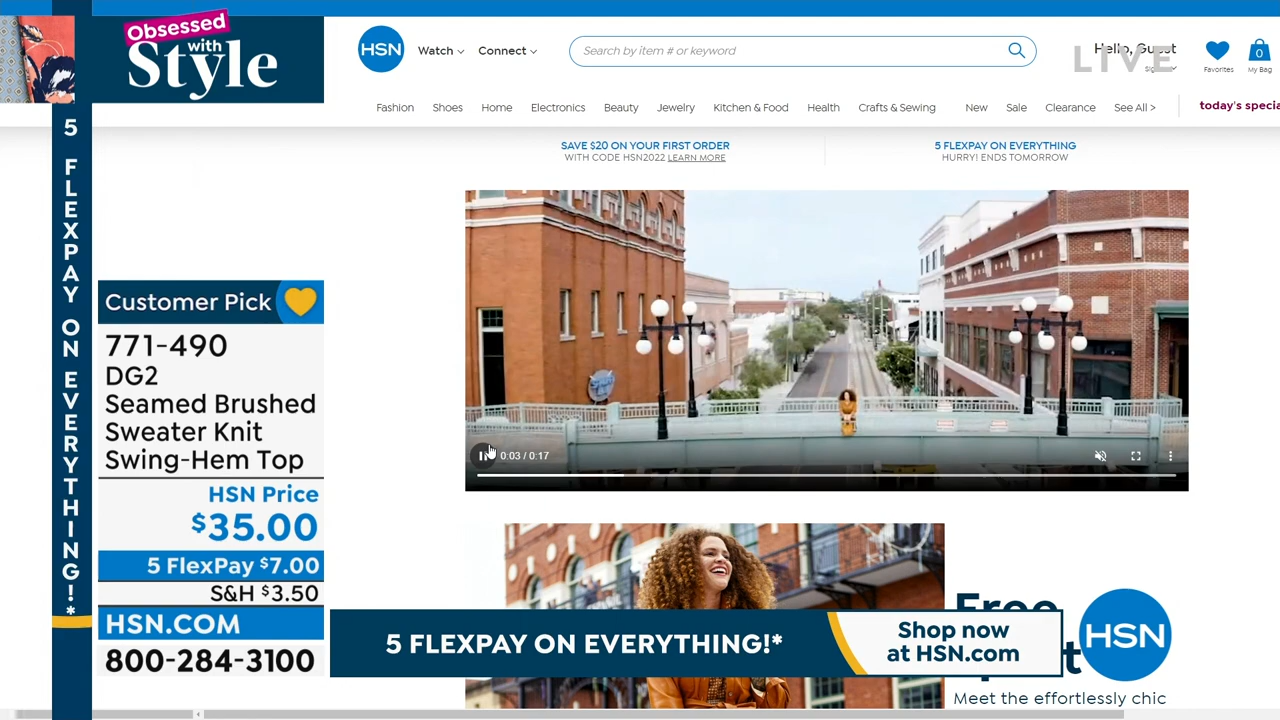 Obsessed
with
Style
5 FLEXPAY ON EVERYTHING!*
HSN
Watch
Connect
Search by item # or keyword
Hello, Guest
LIVE
Favorites
0
My Bag
Fashion
Shoes
Home
Electronics
Beauty
Jewelry
Kitchen & Food
Health
Crafts & Sewing
New
Sale
Clearance
See All >
today's specia
SAVE $20 ON YOUR FIRST ORDER
WITH CODE HSN2022 LEARN MORE
5 FLEXPAY ON EVERYTHING
HURRY! ENDS TOMORROW
0:03 / 0:17
Customer Pick
771-490
DG2
Seamed Brushed
Sweater Knit
Swing-Hem Top
HSN Price
$35.00
5 FlexPay $7.00
S&H $3.50
HSN.COM
800-284-3100
Free
5 FLEXPAY ON EVERYTHING!*
Shop now
at HSN.com
HSN
Meet the effortlessly chic